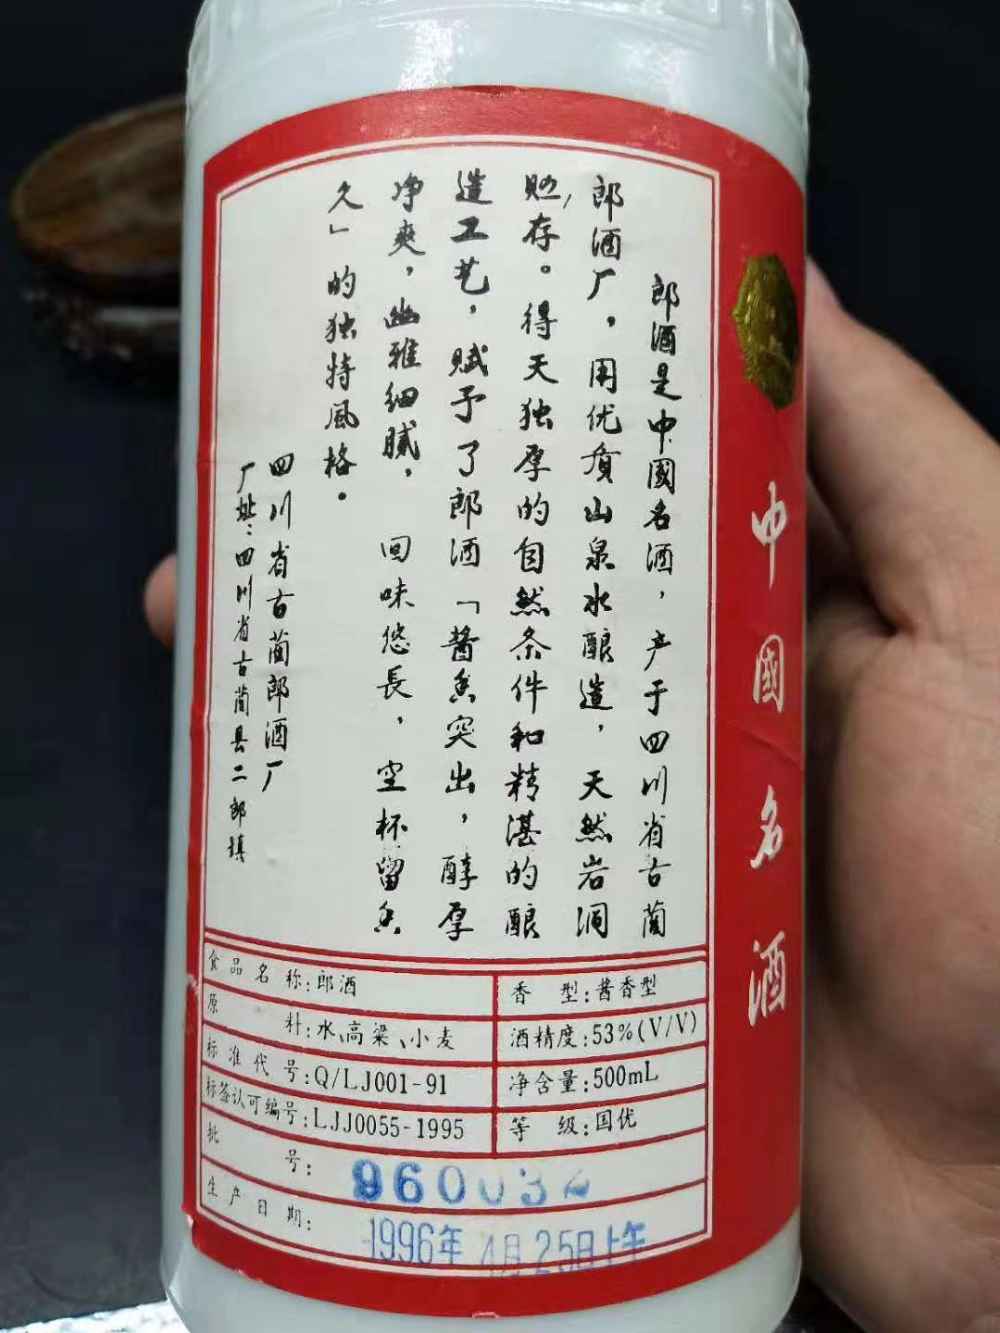 郎酒是中國名酒，产于四川省古蔺
郎酒厂，用优质山泉水酿造，天然岩洞
贮存。得天独厚的自然条件和精湛的酿
造工艺，赋予了郎酒「酱香突出，醇厚
净爽，幽雅细腻，回味悠長，空杯留香
久」的独特風格。
四川省古蔺郎酒厂
厂址：四川省古蔺县二郎镇
中國名酒
食品名称:郎酒
香型:酱香型
原料:水、高粱、小麦
酒精度:53%(V/V)
标准代号:Q/LJ001-91
净含量:500mL
标签认可编号:LJJ0055-1995
等级:国优
批号:
生产日期:1996年4月25日上午